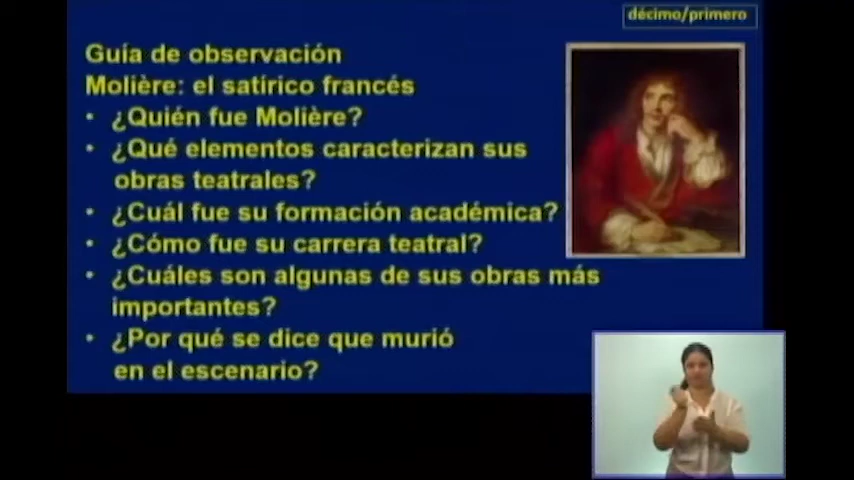 décimo/primero
Guía de observación
Molière: el satírico francés
• ¿Quién fue Molière?
• ¿Qué elementos caracterizan sus
obras teatrales?
• ¿Cuál fue su formación académica?
• ¿Cómo fue su carrera teatral?
• ¿Cuáles son algunas de sus obras más
importantes?
• ¿Por qué se dice que murió
en el escenario?